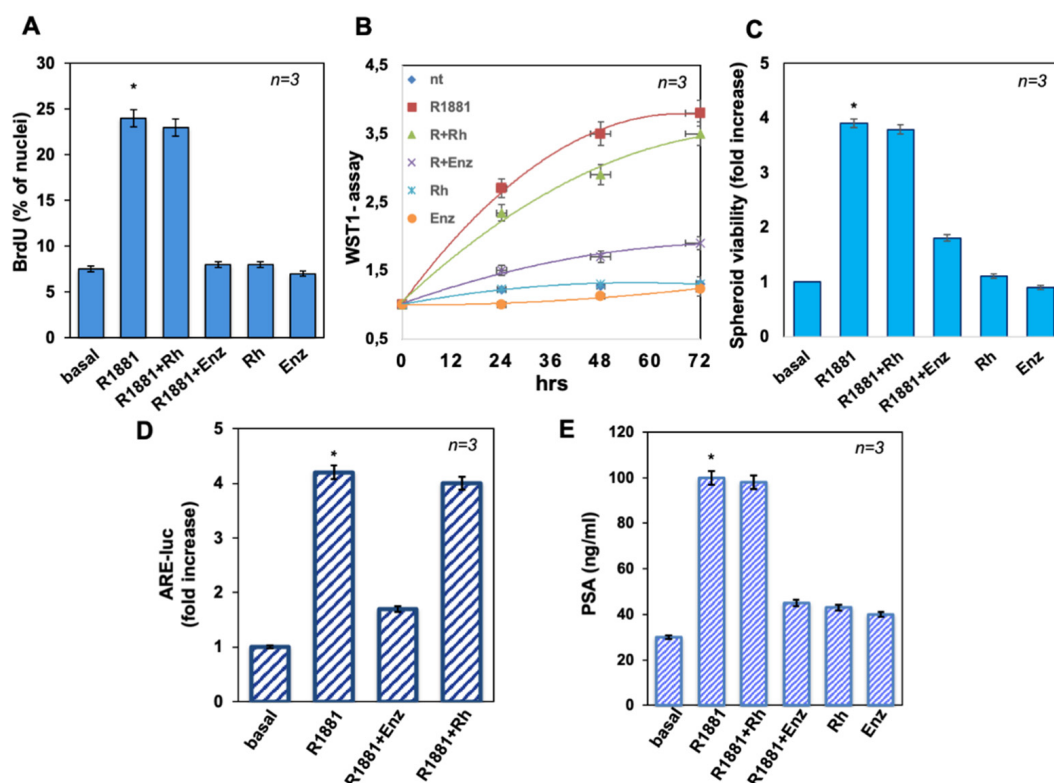 A
BrdU (% of nuclei)
30
25
20
15
10
5
0
n=3
*
basal
R1881
R1881+Rh
R1881+Enz
Rh
Enz
B
WST1- assay
4,5
3,5
2,5
1,5
0,5
n=3
nt
R1881
R+Rh
R+Enz
Rh
Enz
0 12 24 36 48 60 72
hrs
C
Spheroid viability (fold increase)
5
4
3
2
1
0
n=3
*
basal
R1881
R1881+Rh
R1881+Enz
Rh
Enz
D
ARE-luc
(fold increase)
5
4
3
2
1
0
n=3
*
basal
R1881
R1881+Enz
R1881+Rh
E
PSA (ng/ml)
120
100
80
60
40
20
0
n=3
*
basal
R1881
R1881+Rh
R1881+Enz
Rh
Enz